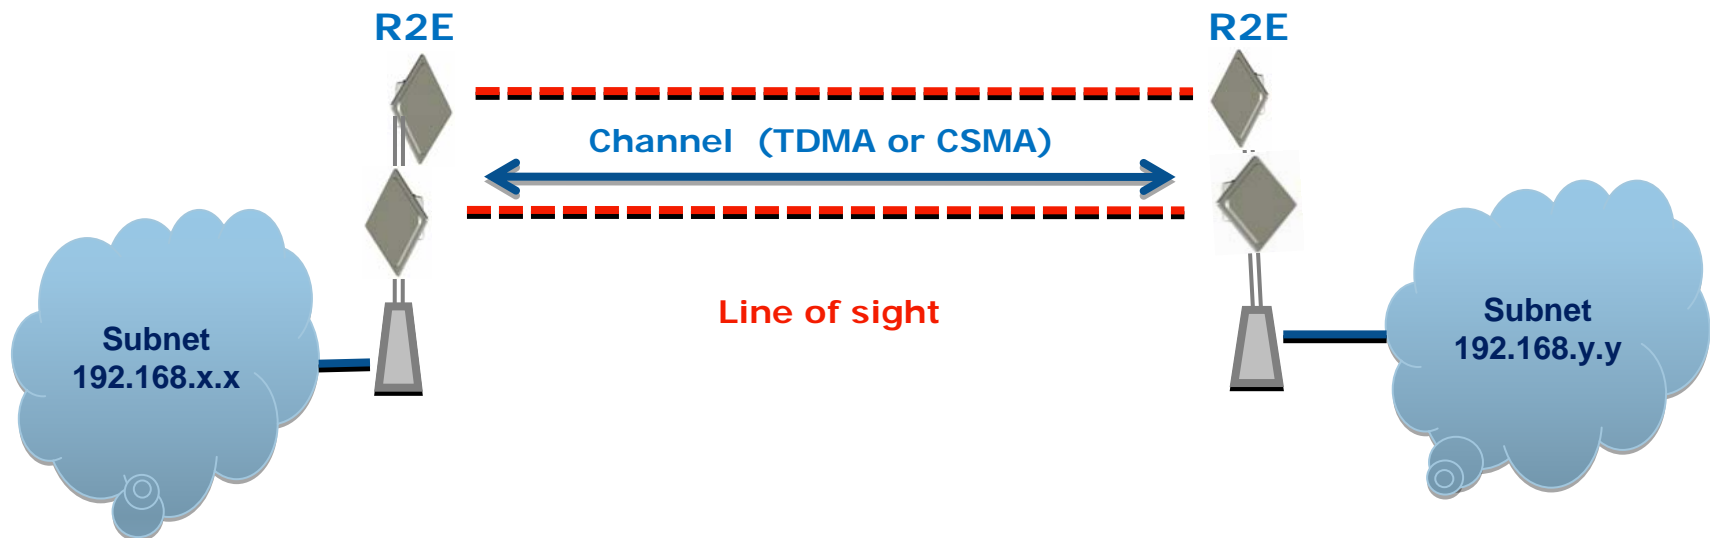 R2E
R2E
Channel (TDMA or CSMA)
Line of sight
Subnet
192.168.x.x
Subnet
192.168.y.y